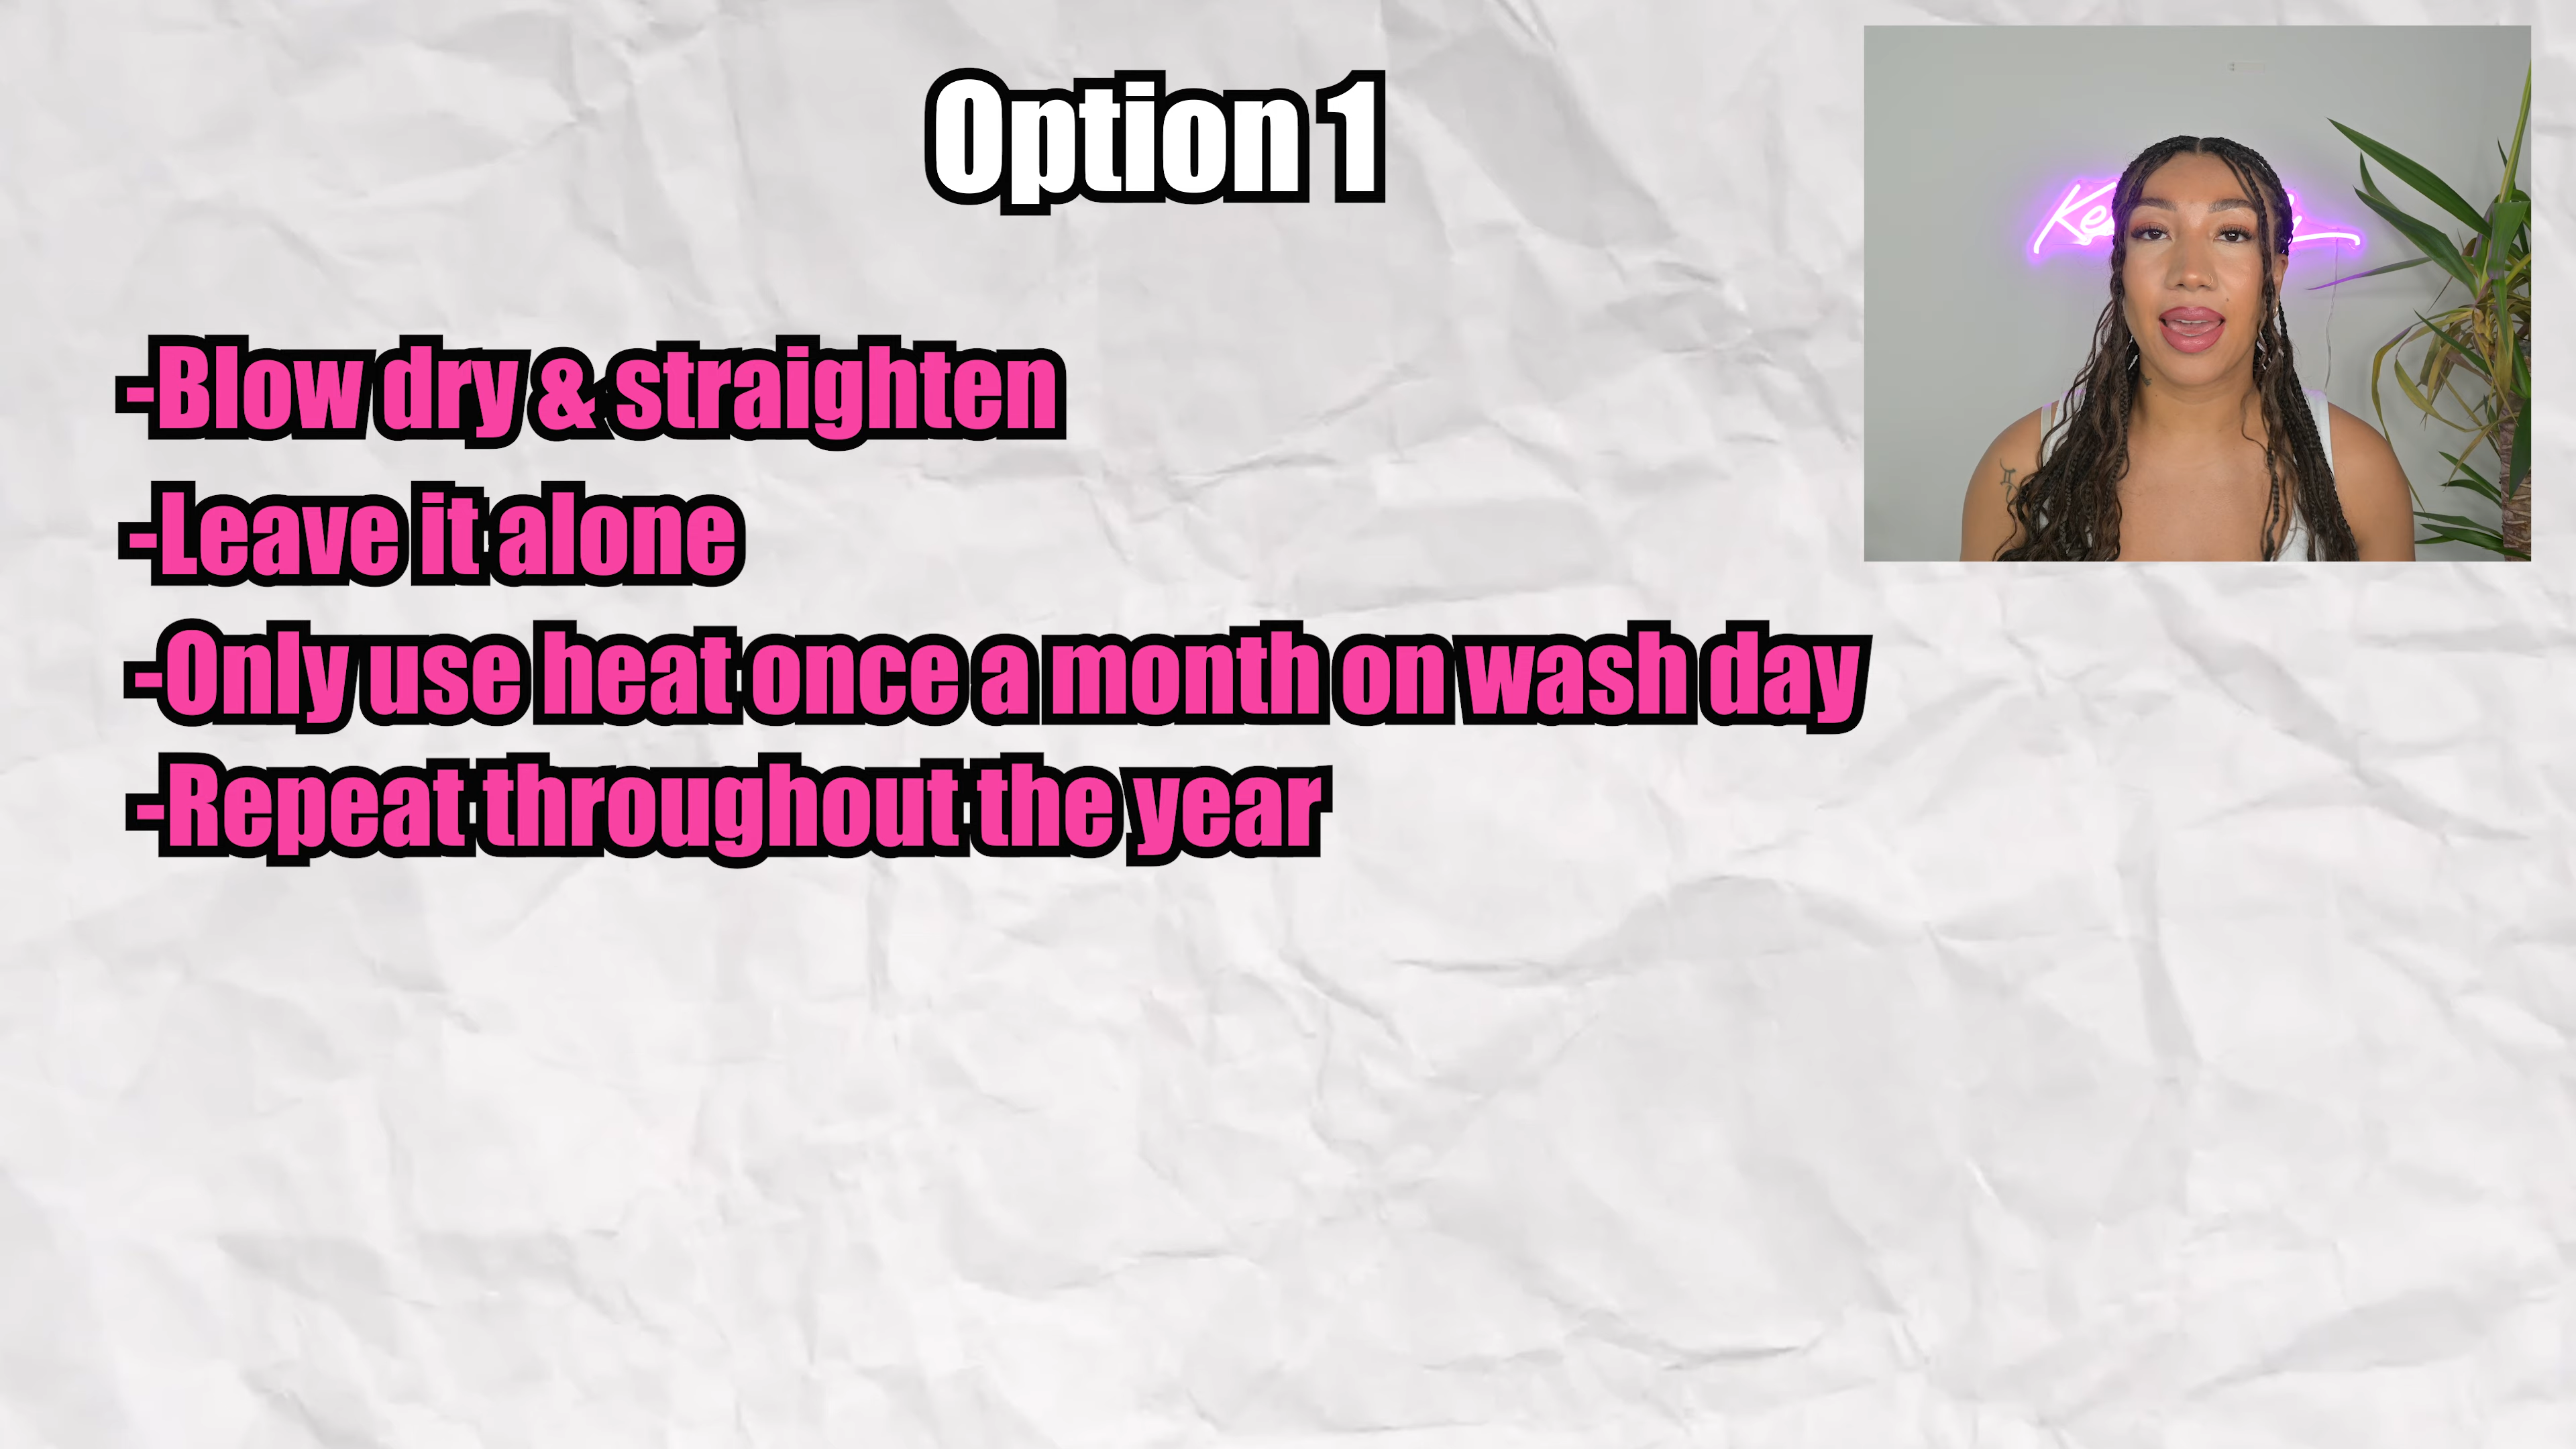 Option 1
-Blow dry & straighten
-Leave it alone
-Only use heat once a month on wash day
-Repeat throughout the year